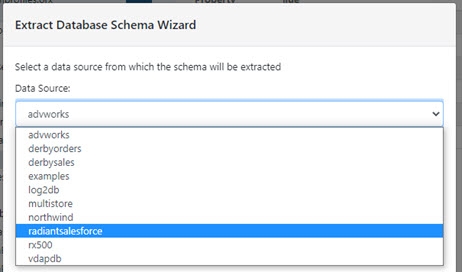 Property
Extract Database Schema Wizard
Select a data source from which the schema will be extracted
Data Source:
advworks
advworks
derbyorders
derbysales
examples
log2db
multistore
northwind
radiantsalesforce
rx500
vdapdb